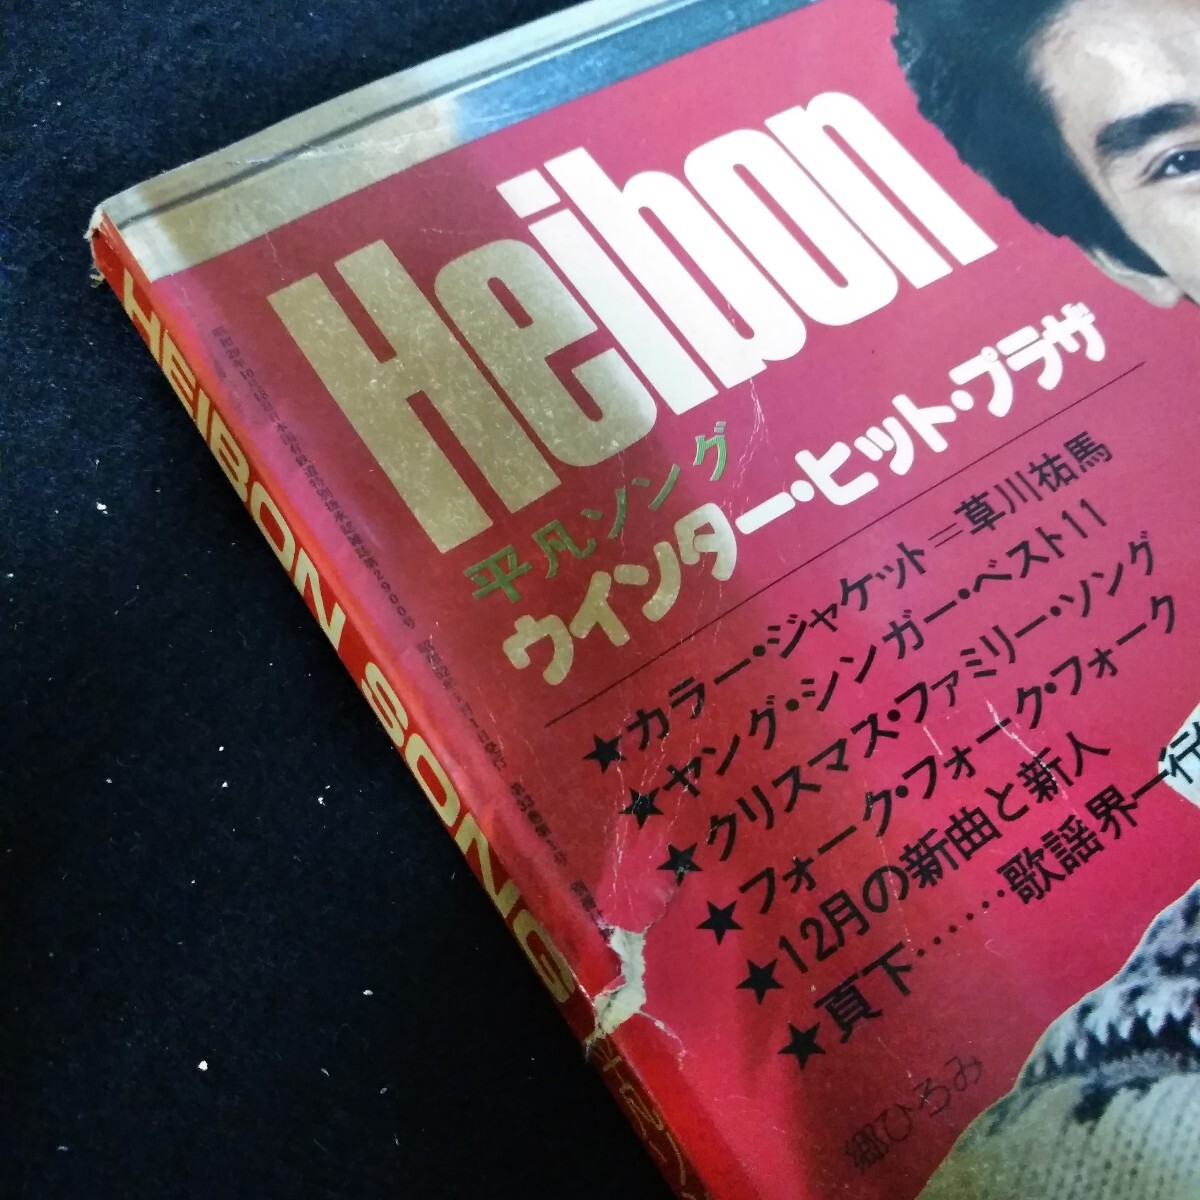 Heibon
平凡ソング
ウインター・ヒット・プラザ
★カラー・ジャケット＝草川祐馬
★ヤング・シンガー・ベスト11
★クリスマス・ファミリー・ソング
★フォーク・フォーク・フォーク
★12月の新曲と新人
★頁下……歌謡界一行
郷ひろみ
HEIBON SONG